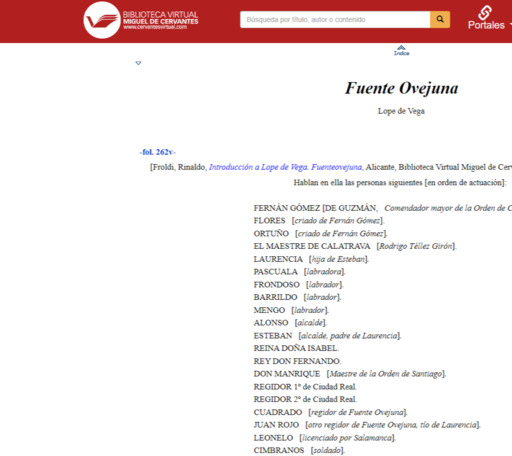 BIBLIOTECA VIRTUAL
MIGUEL DE CERVANTES
www.cervantesvirtual.com
Búsqueda por título, autor o contenido
Portales
Índice
Fuente Ovejuna
Lope de Vega
-fol. 262v-
[Froldi, Rinaldo, Introducción a Lope de Vega. Fuenteovejuna, Alicante, Biblioteca Virtual Miguel de Cerv
Hablan en ella las personas siguientes [en orden de actuación]:
FERNÁN GÓMEZ [DE GUZMÁN, Comendador mayor de la Orden de C
FLORES [criado de Fernán Gómez].
ORTUÑO [criado de Fernán Gómez].
EL MAESTRE DE CALATRAVA [Rodrigo Téllez Girón].
LAURENCIA [hija de Esteban].
PASCUALA [labradora].
FRONDOSO [labrador].
BARRILDO [labrador].
MENGO [labrador].
ALONSO [alcalde].
ESTEBAN [alcalde, padre de Laurencia].
REINA DOÑA ISABEL.
REY DON FERNANDO.
DON MANRIQUE [Maestre de la Orden de Santiago].
REGIDOR 1º de Ciudad Real.
REGIDOR 2º de Ciudad Real.
CUADRADO [regidor de Fuente Ovejuna].
JUAN ROJO [otro regidor de Fuente Ovejuna, tío de Laurencia].
LEONELO [licenciado por Salamanca].
CIMBRANOS [soldado].